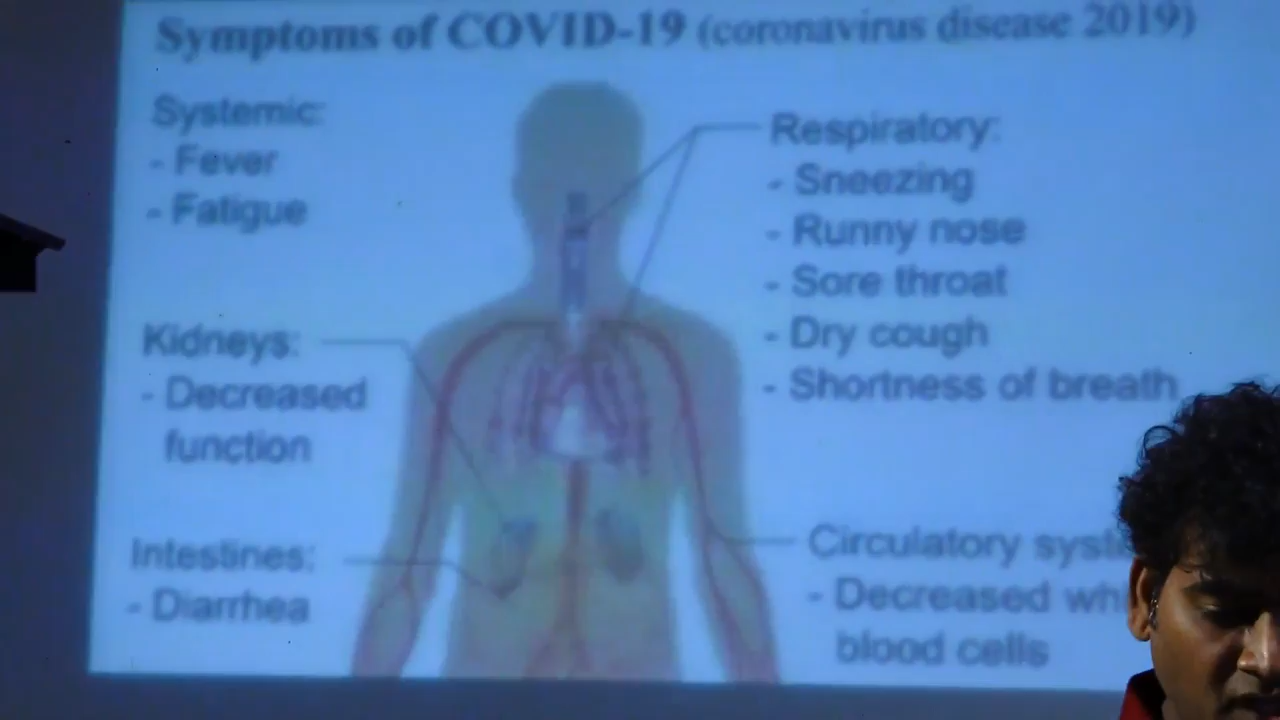 Symptoms of COVID-19 (coronavirus disease 2019)
Systemic:
- Fever
- Fatigue
Kidneys:
- Decreased
function
Intestines:
- Diarrhea
Respiratory:
- Sneezing
- Runny nose
- Sore throat
- Dry cough
- Shortness of breath
Circulatory
- Decreased
blood cells